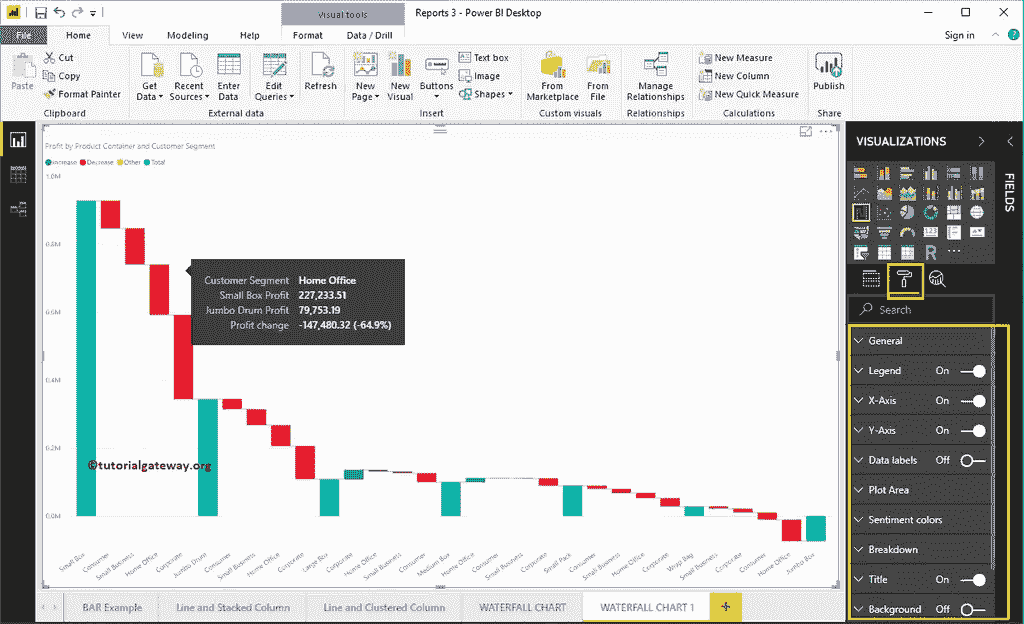 Visual tools
Reports 3 - Power BI Desktop
File
Home
View
Modeling
Help
Format
Data / Drill
Sign in
Paste
Cut
Copy
Format Painter
Clipboard
Get Data
Recent Sources
Enter Data
Edit Queries
Refresh
External data
New Page
New Visual
Buttons
Text box
Image
Shapes
Insert
From Marketplace
From File
Custom visuals
Manage Relationships
Relationships
New Measure
New Column
New Quick Measure
Calculations
Publish
Share
Profit by Product Container and Customer Segment
Increase Decrease Other Total
1.0M
0.8M
0.6M
0.4M
0.2M
0.0M
Customer Segment Home Office
Small Box Profit 227,233.51
Jumbo Drum Profit 79,753.19
Profit change -147,480.32 (-64.9%)
©tutorialgateway.org
Small Box
Consumer
Small Business
Home Office
Corporate
Jumbo Drum
Consumer
Small Business
Home Office
Corporate
Large Box
Corporate
Home Office
Small Business
Consumer
Medium Box
Home Office
Consumer
Small Business
Corporate
Small Pack
Consumer
Small Business
Home Office
Corporate
Wrap Bag
Small Business
Corporate
Consumer
Home Office
Jumbo Box
VISUALIZATIONS
FIELDS
123
R
Search
General
Legend On
X-Axis On
Y-Axis On
Data labels Off
Plot Area
Sentiment colors
Breakdown
Title On
Background Off
BAR Example
Line and Stacked Column
Line and Clustered Column
WATERFALL CHART
WATERFALL CHART 1
+